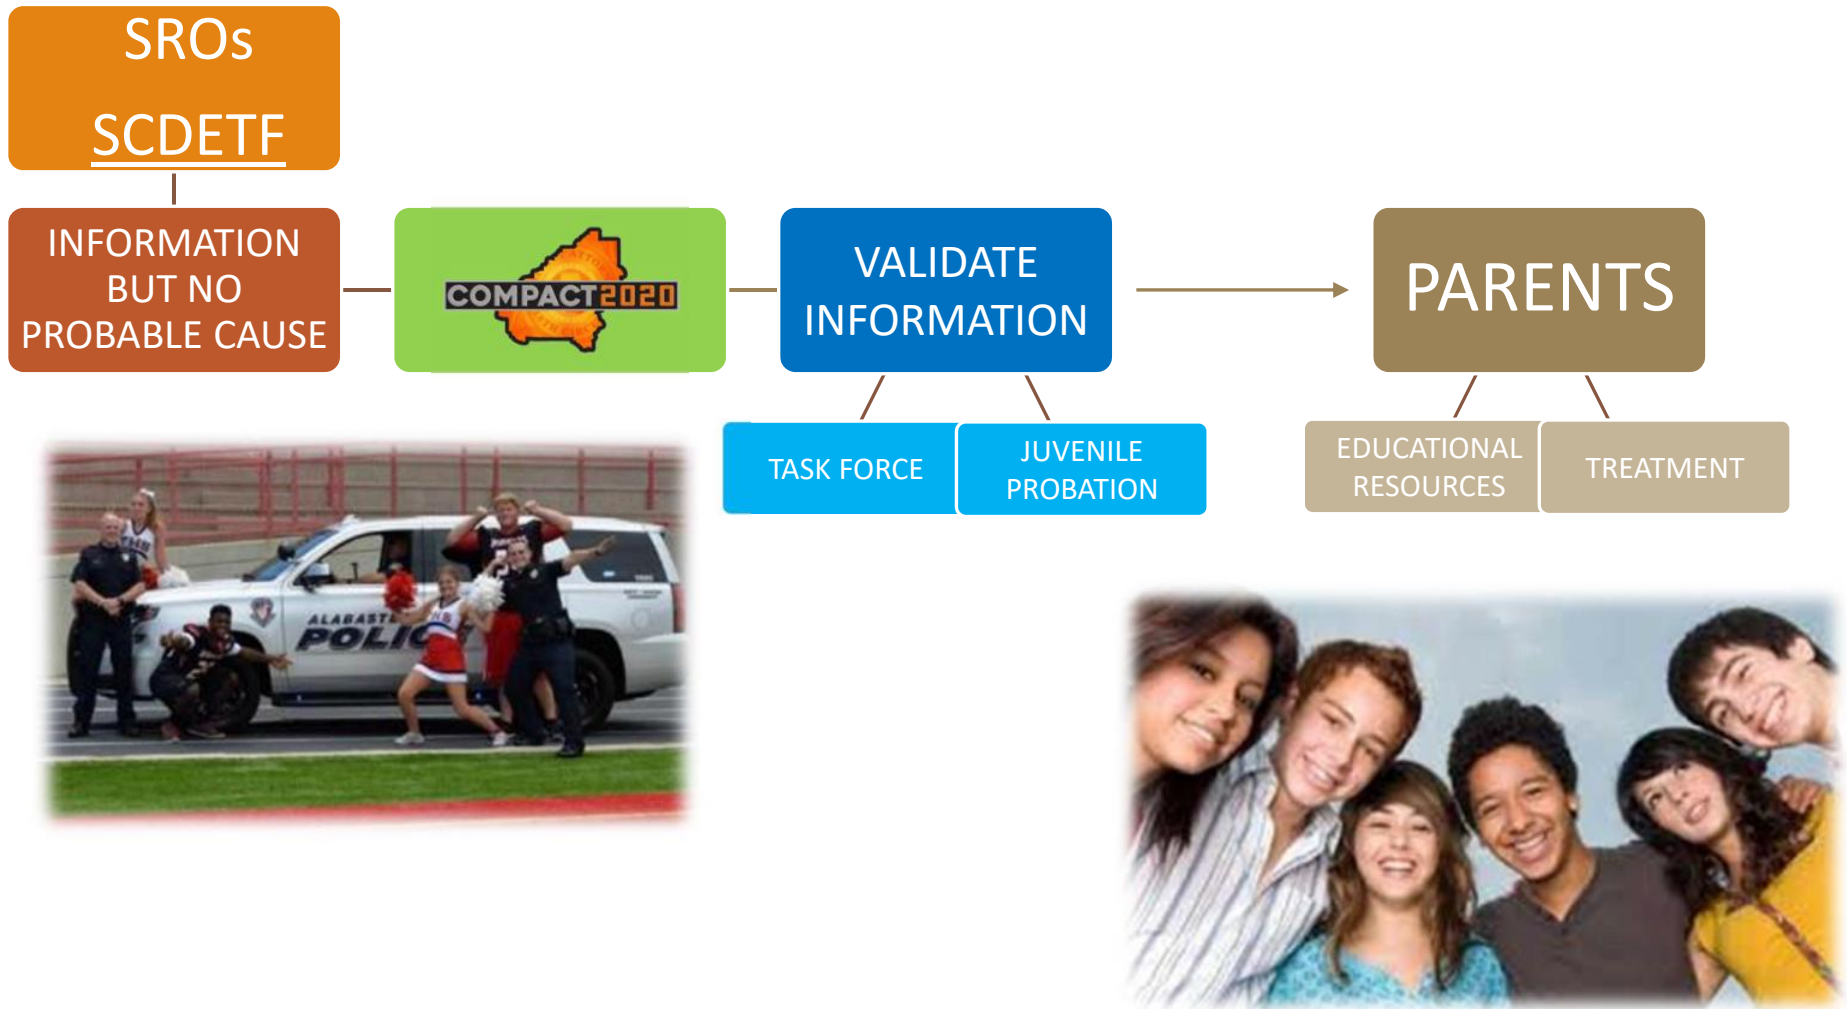 SROs
SCDETF
INFORMATION
BUT NO
PROBABLE CAUSE
COMPACT2020
VALIDATE
INFORMATION
PARENTS
TASK FORCE
JUVENILE
PROBATION
EDUCATIONAL
RESOURCES
TREATMENT
POLICE